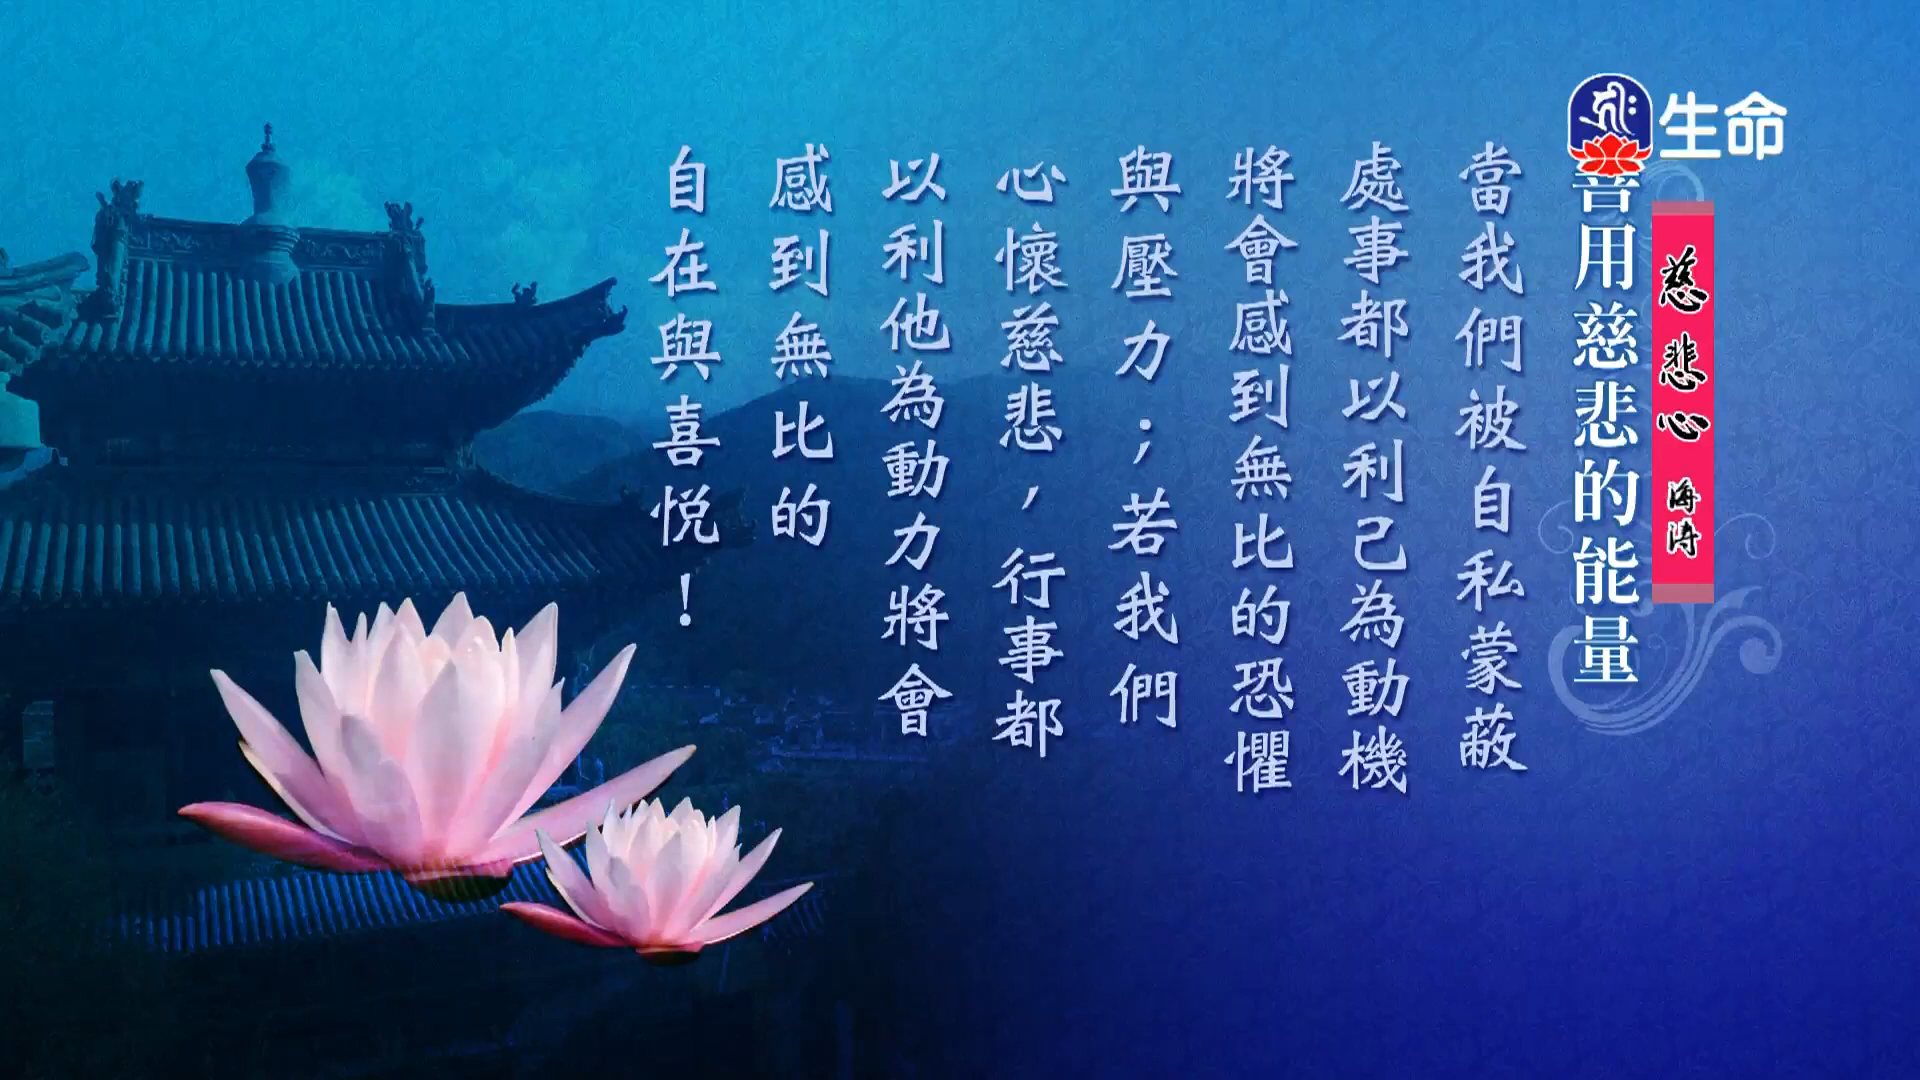 生命
慈悲心 海濤
善用慈悲的能量
當我們被自私蒙蔽
處事都以利己為動機
將會感到無比的恐懼
與壓力；若我們
心懷慈悲，行事都
以利他為動力將會
感到無比的
自在與喜悅！